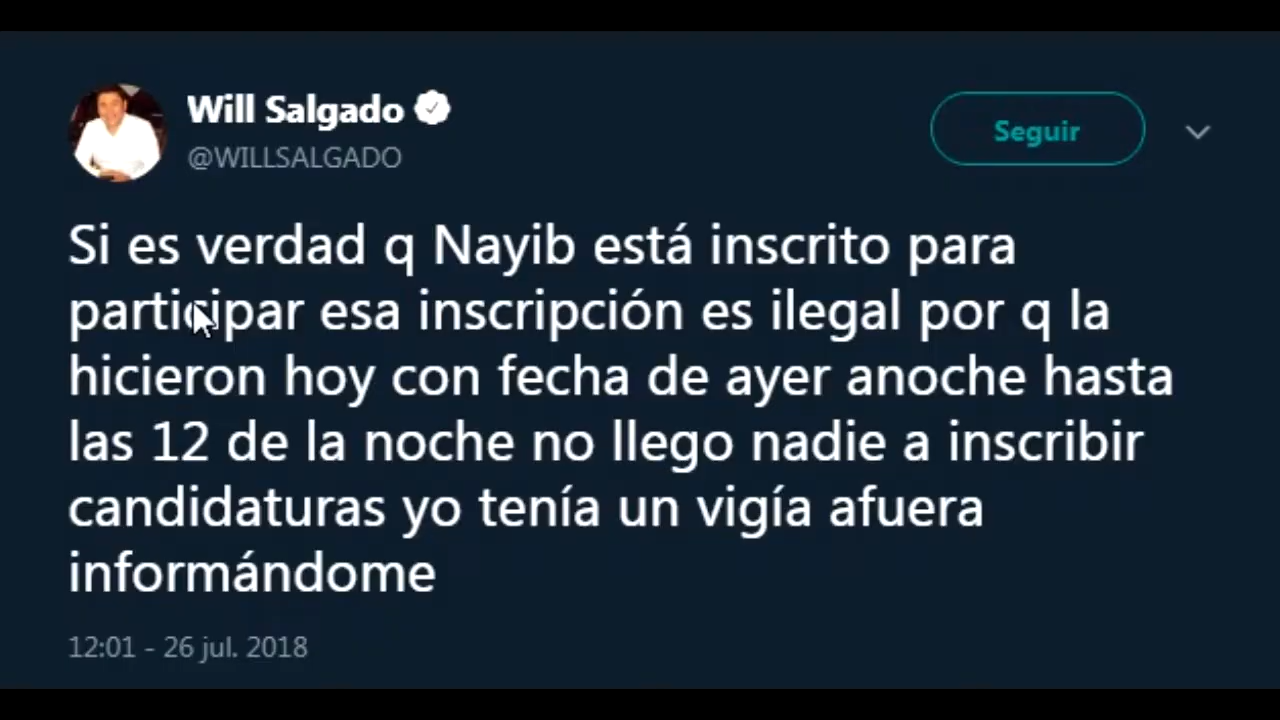 Will Salgado
@WILLSALGADO
Seguir
Si es verdad q Nayib está inscrito para
participar esa inscripción es ilegal por q la
hicieron hoy con fecha de ayer anoche hasta
las 12 de la noche no llego nadie a inscribir
candidaturas yo tenía un vigía afuera
informándome
12:01 - 26 jul. 2018